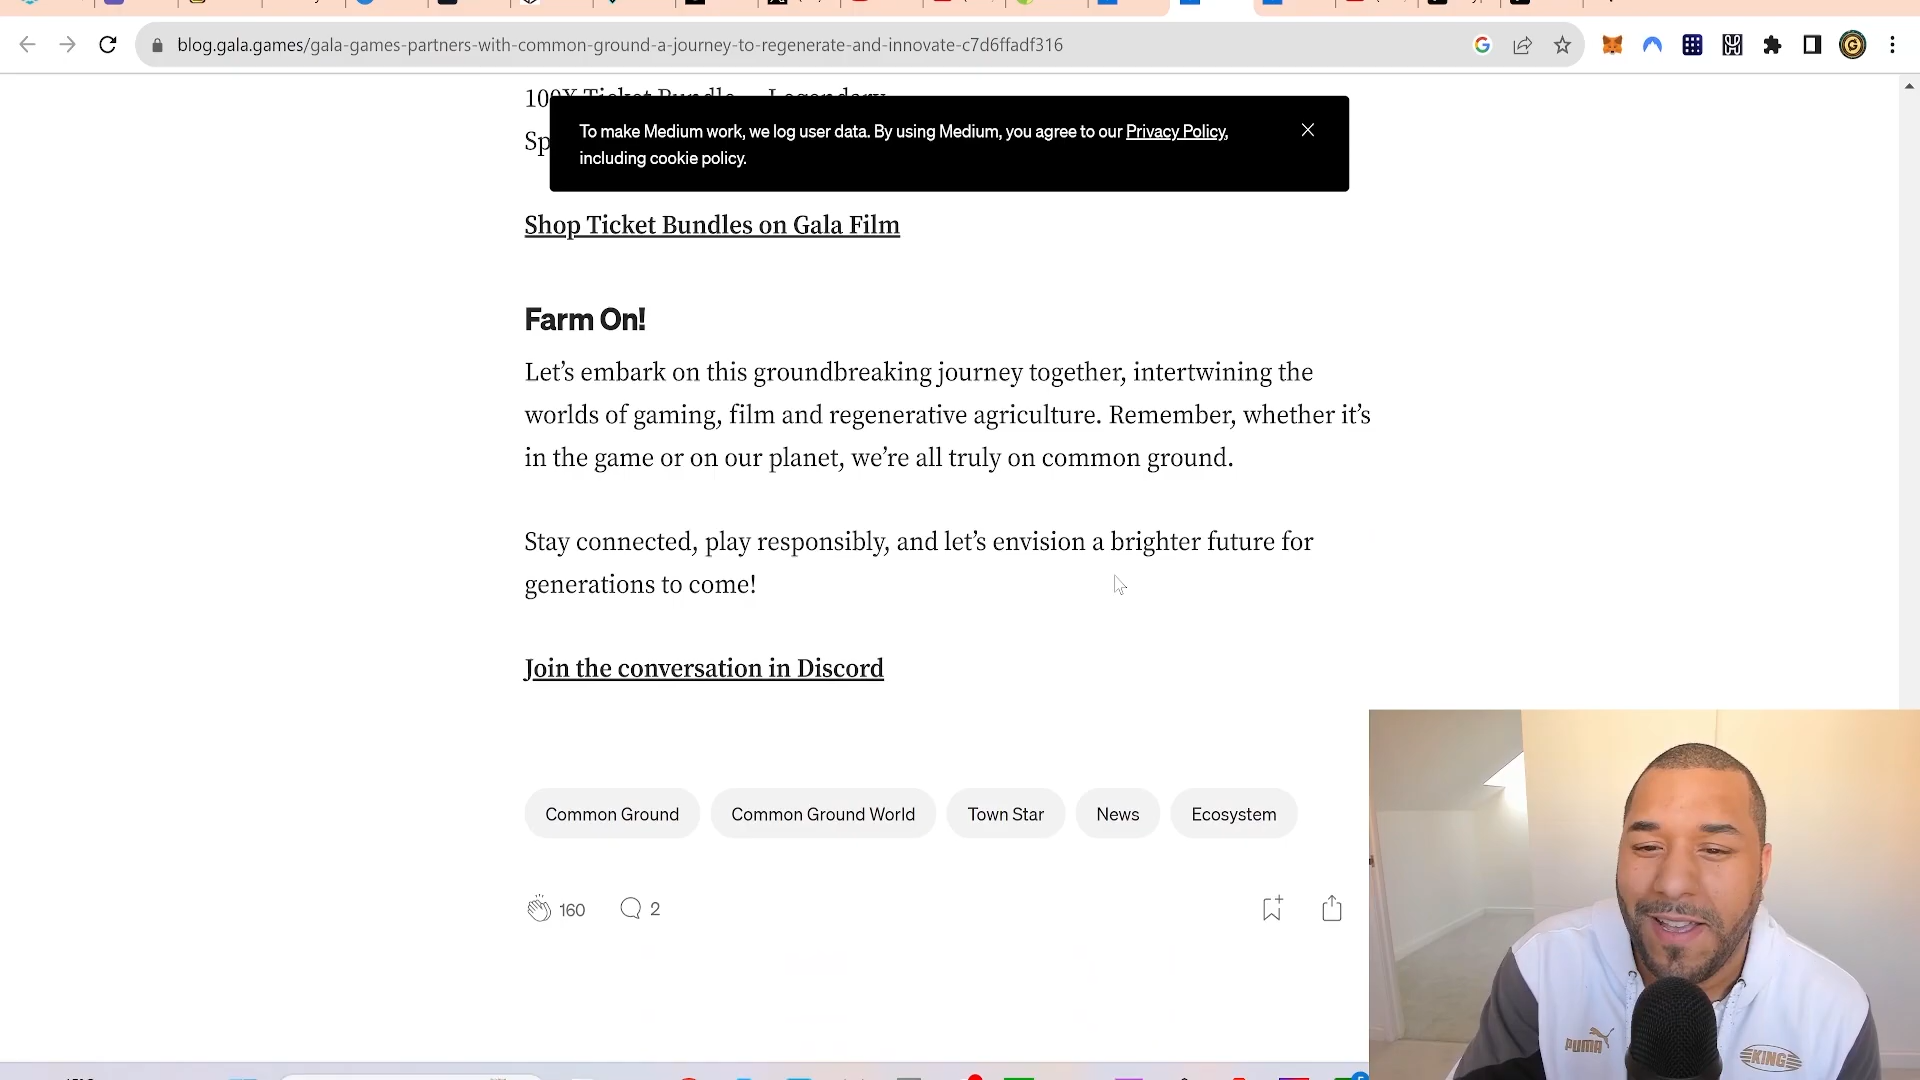 blog.gala.games/gala-games-partners-with-common-ground-a-journey-to-regenerate-and-innovate-c7d6ffadf316
100X Ticket Bundle — Legendary
Sp
To make Medium work, we log user data. By using Medium, you agree to our Privacy Policy,
including cookie policy.
Shop Ticket Bundles on Gala Film
Farm On!
Let’s embark on this groundbreaking journey together, intertwining the
worlds of gaming, film and regenerative agriculture. Remember, whether it’s
in the game or on our planet, we’re all truly on common ground.
Stay connected, play responsibly, and let’s envision a brighter future for
generations to come!
Join the conversation in Discord
Common Ground Common Ground World Town Star News Ecosystem
160 2
PUMA KING